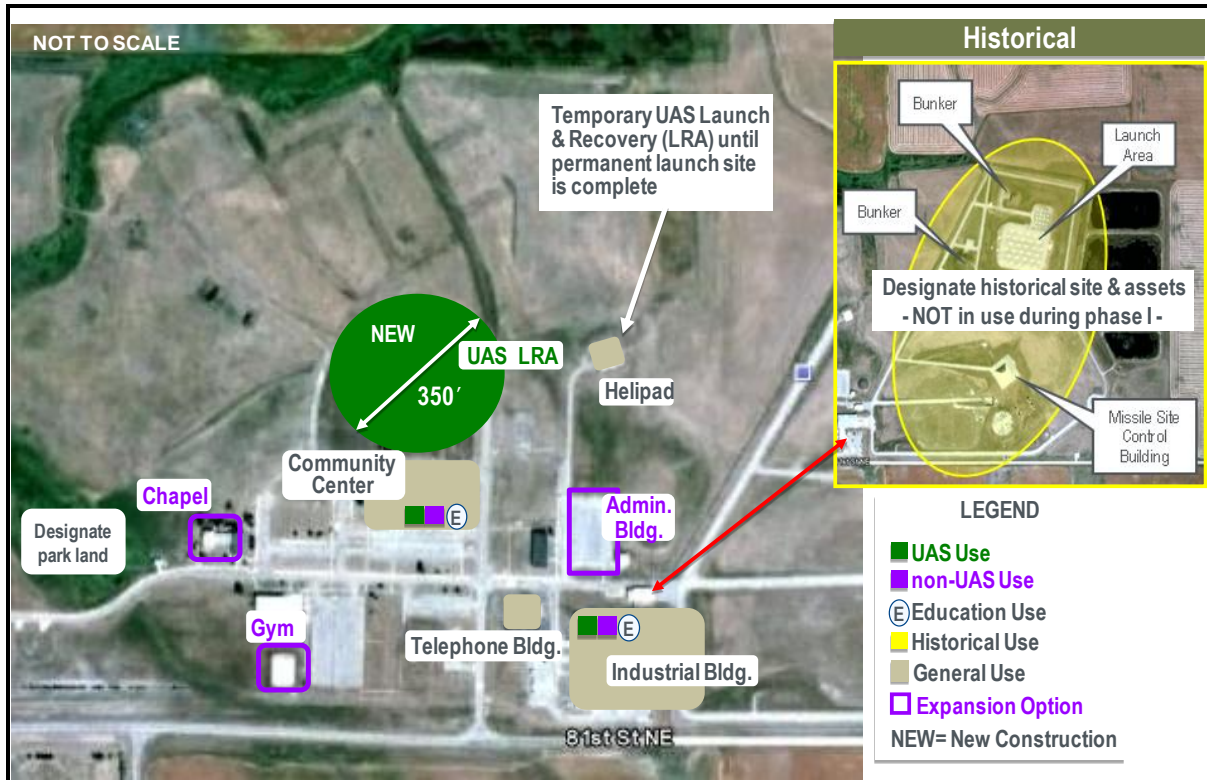 NOT TO SCALE
Historical
Temporary UAS Launch
& Recovery (LRA) until
permanent launch site
is complete
Bunker
Launch
Area
Bunker
Designate historical site & assets
- NOT in use during phase I -
Missile Site
Control
Building
NEW
UAS LRA
350´
Helipad
Community
Center
E
Chapel
Admin.
Bldg.
Designate
park land
Gym
Telephone Bldg.
E
Industrial Bldg.
81st St NE
LEGEND
UAS Use
non-UAS Use
E Education Use
Historical Use
General Use
Expansion Option
NEW= New Construction